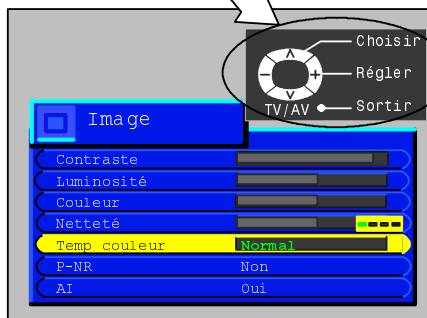 Choisir
Régler
TV/AV Sortir
Image
Contraste
Luminosité
Couleur
Netteté
Temp couleur Normal
P-NR Non
AI Oui